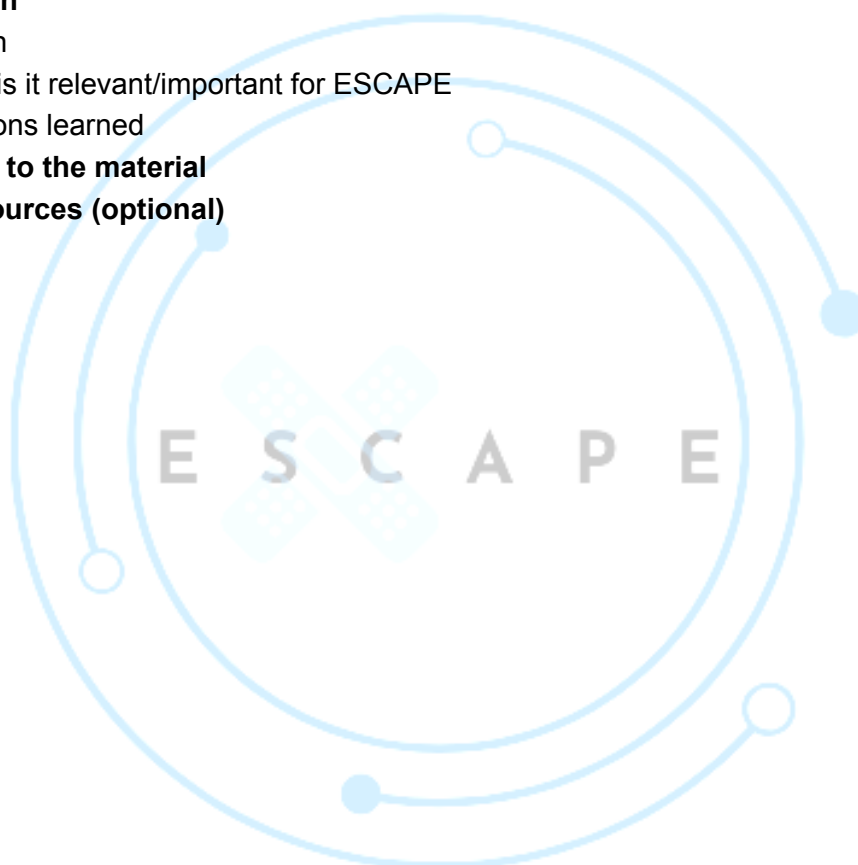 n
n
is it relevant/important for ESCAPE
ons learned
to the material
ources (optional)
E S C A P E